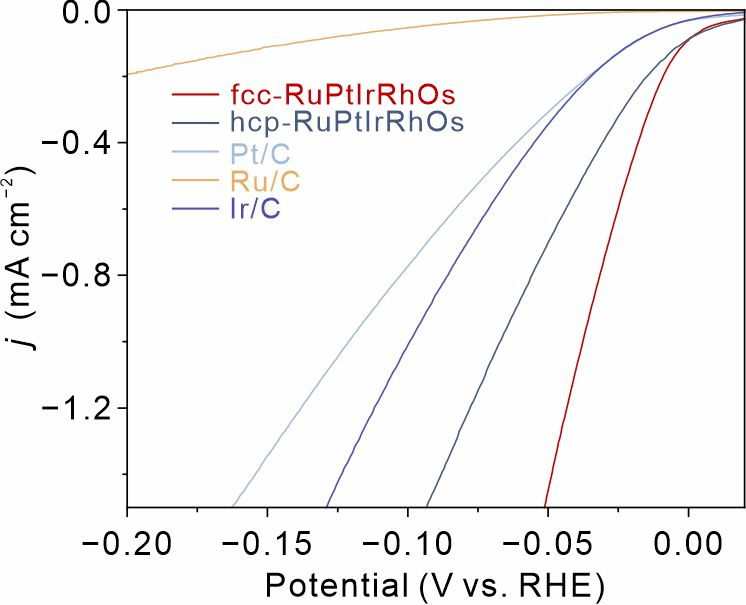 0.0
−0.4
−0.8
−1.2
j (mA cm⁻²)
fcc-RuPtIrRhOs
hcp-RuPtIrRhOs
Pt/C
Ru/C
Ir/C
−0.20 −0.15 −0.10 −0.05 0.00
Potential (V vs. RHE)